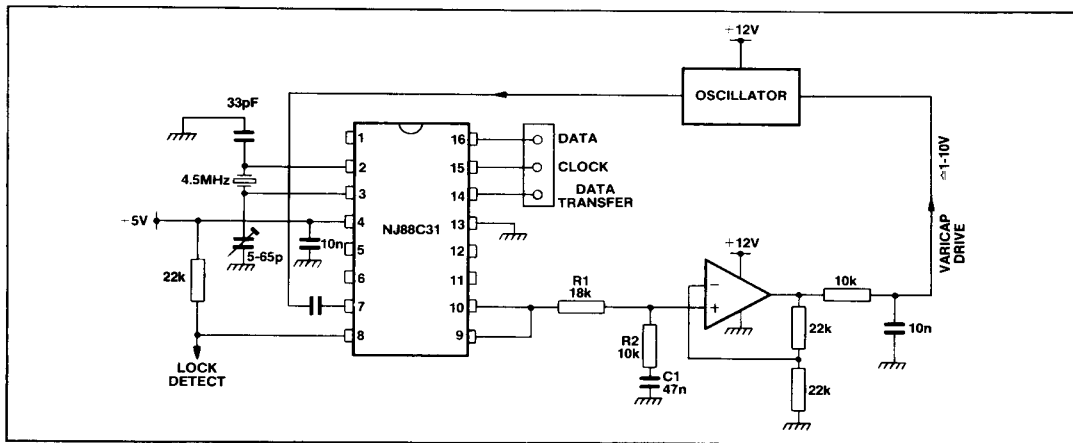 +12V
OSCILLATOR
33pF
4.5MHz
+5V
5-65p
10n
22k
LOCK
DETECT
1
2
3
4
5
6
7
8
NJ88C31
16
15
14
13
12
11
10
9
DATA
CLOCK
DATA
TRANSFER
R1
18k
R2
10k
C1
47n
+12V
−
+
10k
22k
22k
10n
VARICAP
DRIVE
≏1-10V